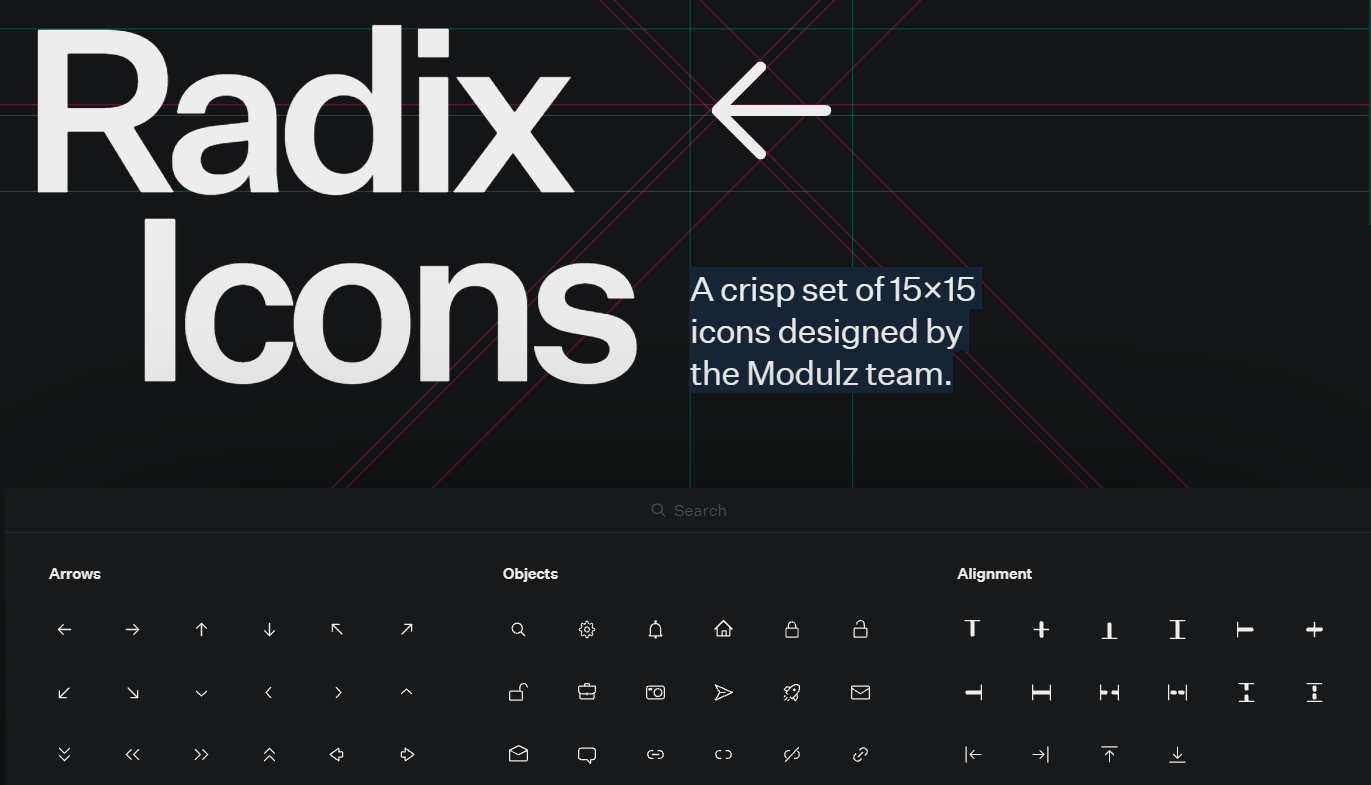 Radix
Icons
A crisp set of 15×15
icons designed by
the Modulz team.
Search
Arrows
Objects
Alignment